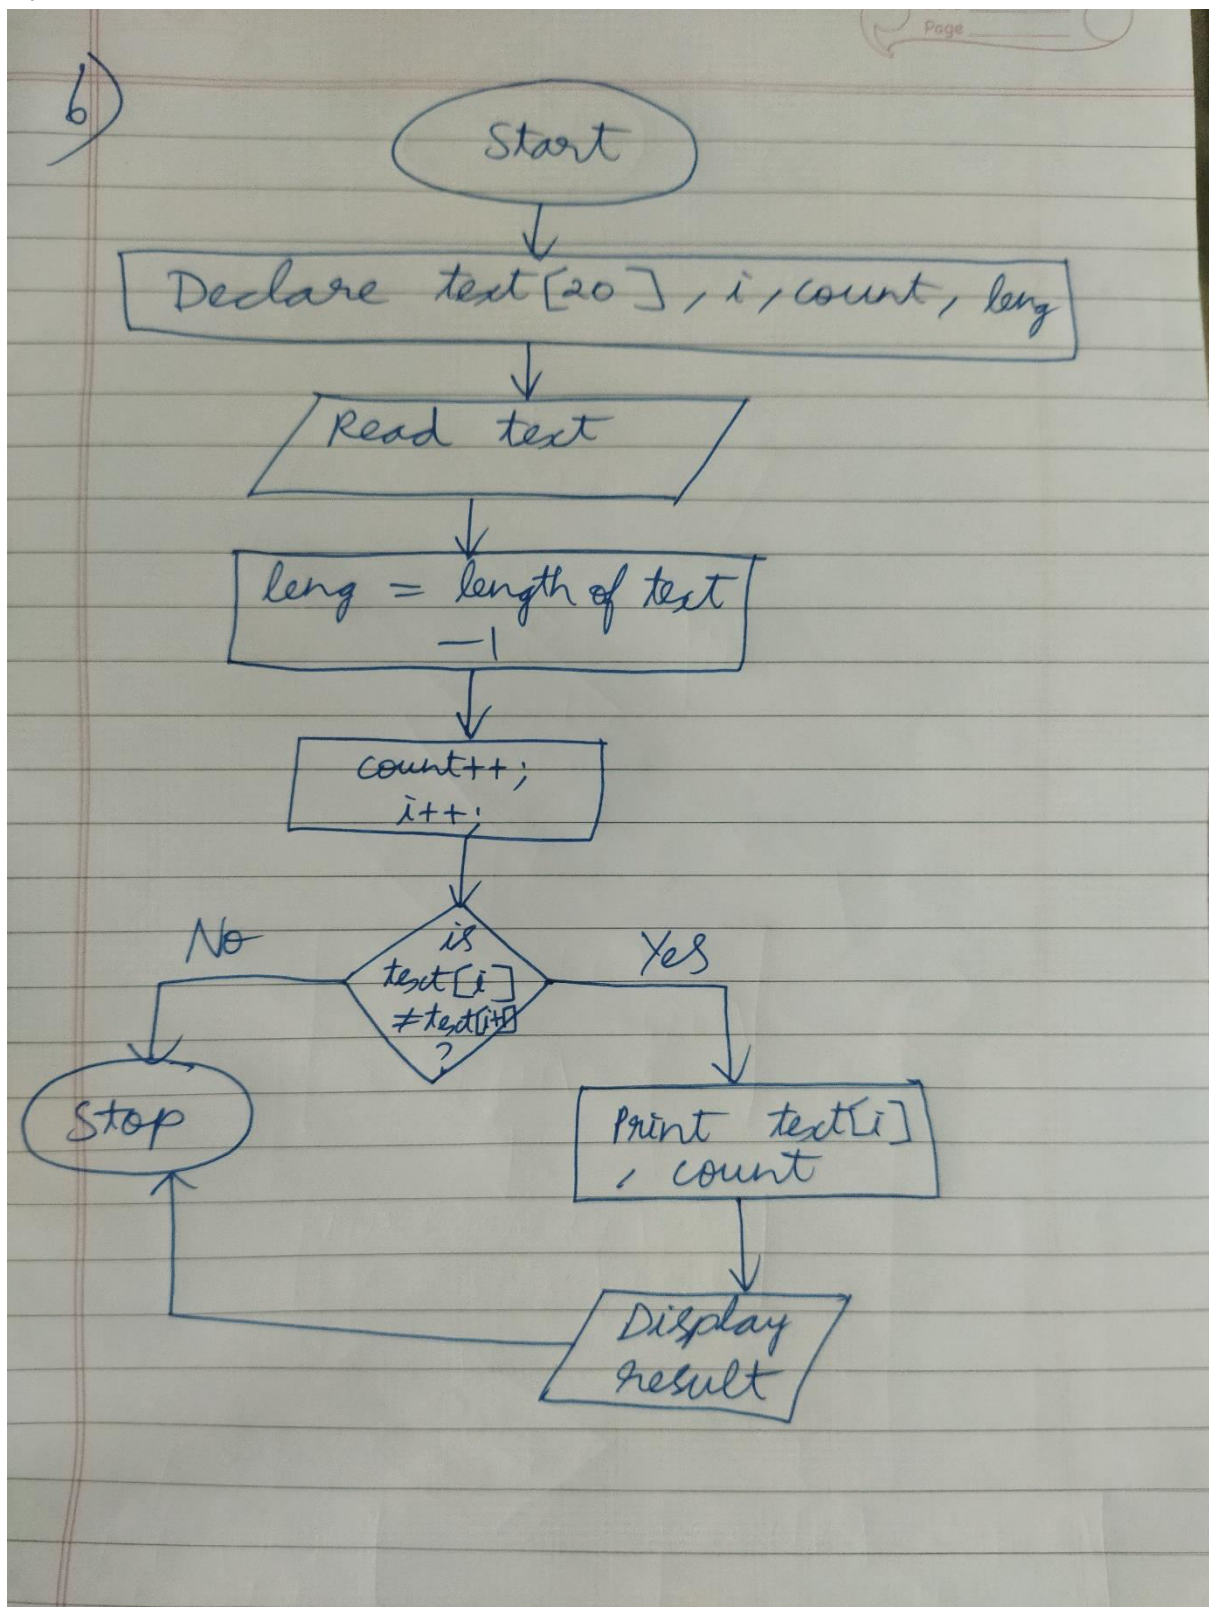 Page
6)
Start
Declare text[20], i, count, leng
Read text
leng = length of text
-1
count++;
i++;
is
text[i]
≠ text[i+1]
?
No
Yes
Stop
Print text[i]
, count
Display
result